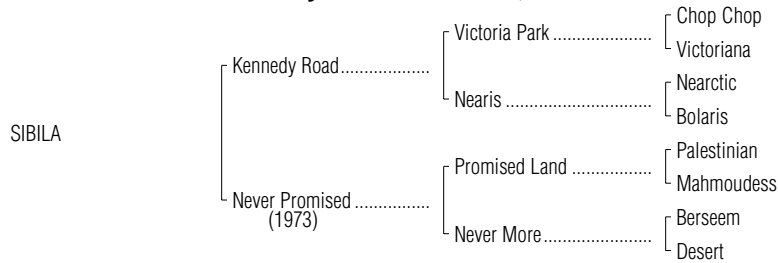 Chop Chop
Victoria Park ....................
Victoriana
Kennedy Road...................
Nearctic
Nearis ..............................
Bolaris
SIBILA
Palestinian
Promised Land ................
Mahmoudess
Never Promised ................
(1973)
Berseem
Never More......................
Desert